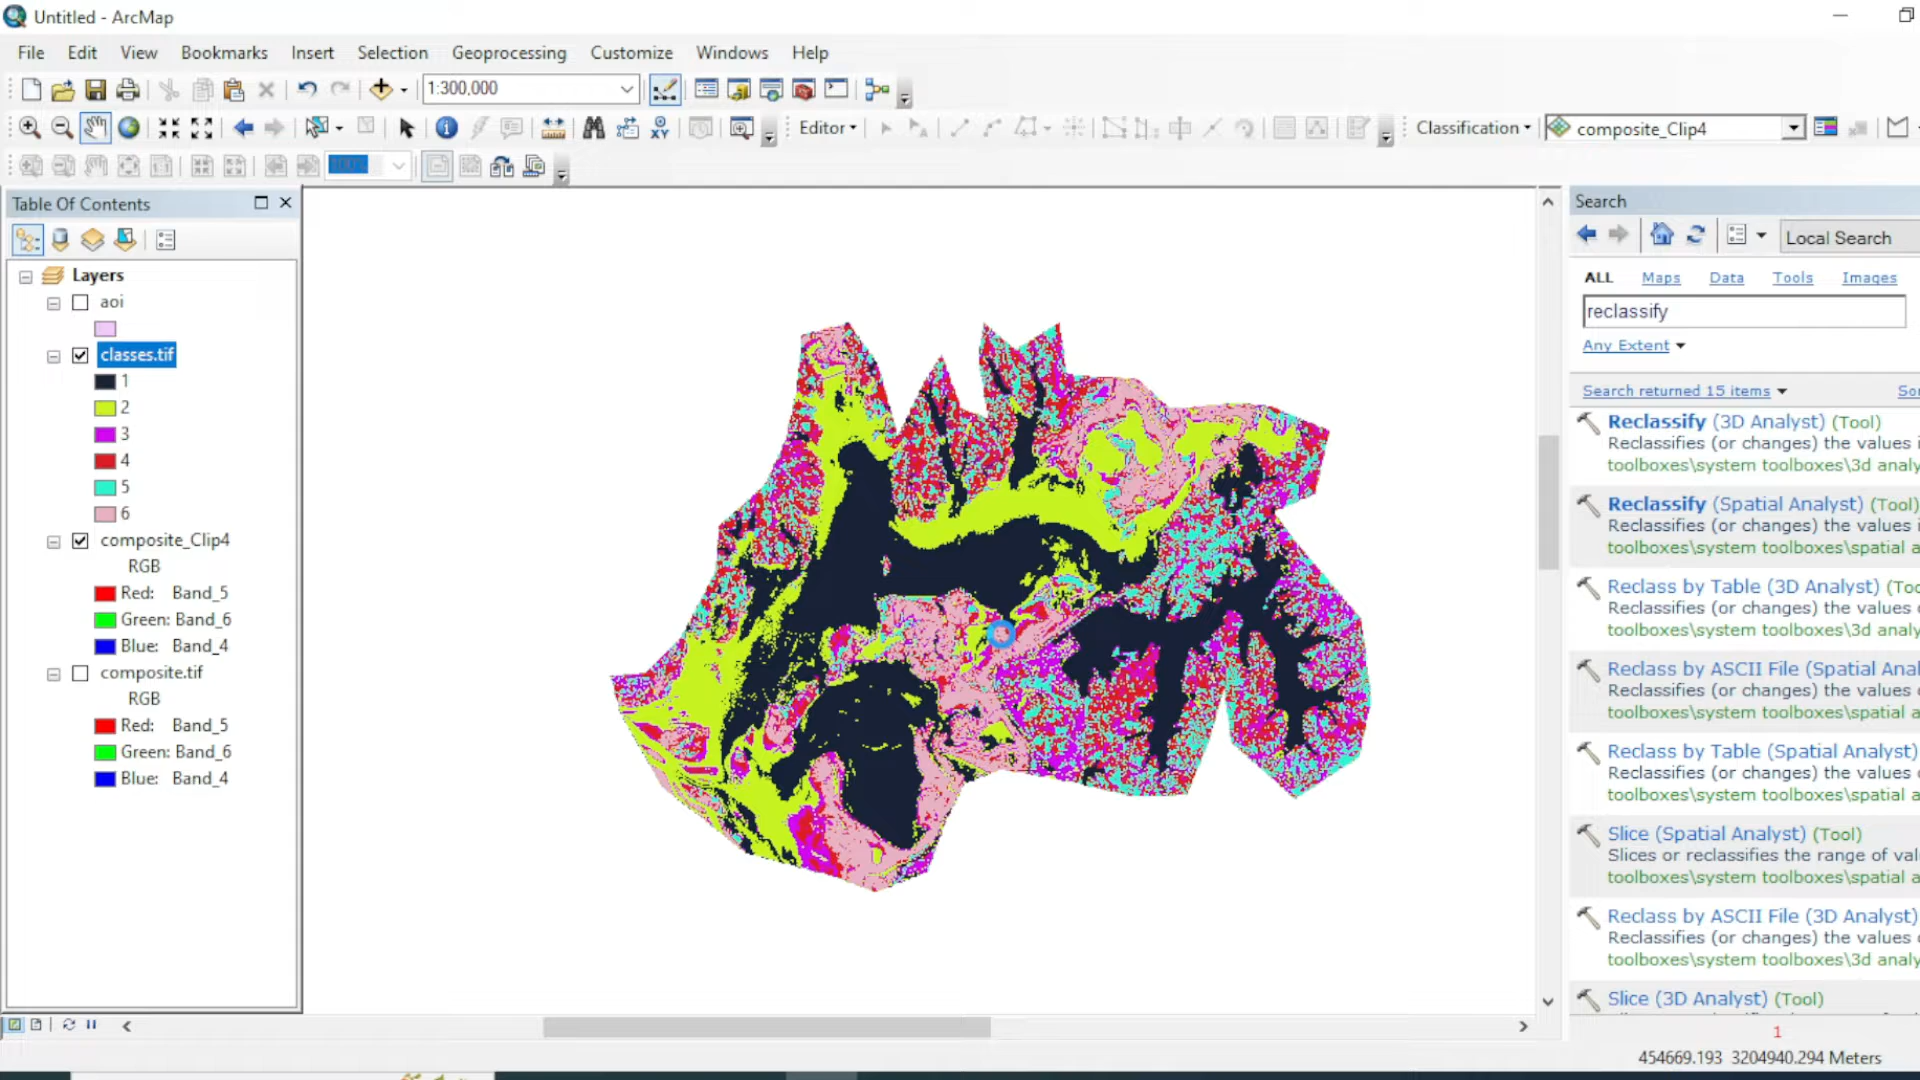 Untitled - ArcMap
File Edit View Bookmarks Insert Selection Geoprocessing Customize Windows Help
1:300,000
Editor
Classification
composite_Clip4
100%
Table Of Contents
Layers
aoi
classes.tif
1
2
3
4
5
6
composite_Clip4
RGB
Red: Band_5
Green: Band_6
Blue: Band_4
composite.tif
RGB
Red: Band_5
Green: Band_6
Blue: Band_4
Search
Local Search
ALL Maps Data Tools Images
reclassify
Any Extent
Search returned 15 items
Reclassify (3D Analyst) (Tool)
Reclassifies (or changes) the values
toolboxes\system toolboxes\3d analy
Reclassify (Spatial Analyst) (Tool)
Reclassifies (or changes) the values
toolboxes\system toolboxes\spatial a
Reclass by Table (3D Analyst) (Too
Reclassifies (or changes) the values
toolboxes\system toolboxes\3d analy
Reclass by ASCII File (Spatial Anal
Reclassifies (or changes) the values
toolboxes\system toolboxes\spatial a
Reclass by Table (Spatial Analyst)
Reclassifies (or changes) the values
toolboxes\system toolboxes\spatial a
Slice (Spatial Analyst) (Tool)
Slices or reclassifies the range of val
toolboxes\system toolboxes\spatial a
Reclass by ASCII File (3D Analyst)
Reclassifies (or changes) the values
toolboxes\system toolboxes\3d analy
Slice (3D Analyst) (Tool)
1
454669.193 3204940.294 Meters